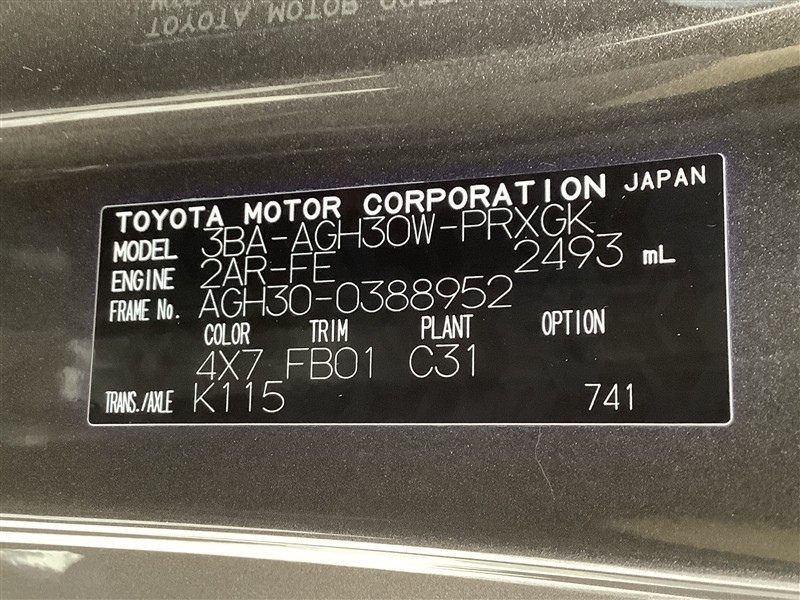 TOYOTA MOTOR CORPORATION JAPAN
MODEL 3BA-AGH30W-PRXGK
ENGINE 2AR-FE 2493 mL
FRAME No. AGH30-0388952
COLOR TRIM PLANT OPTION
4X7 FB01 C31
TRANS./AXLE K115 741